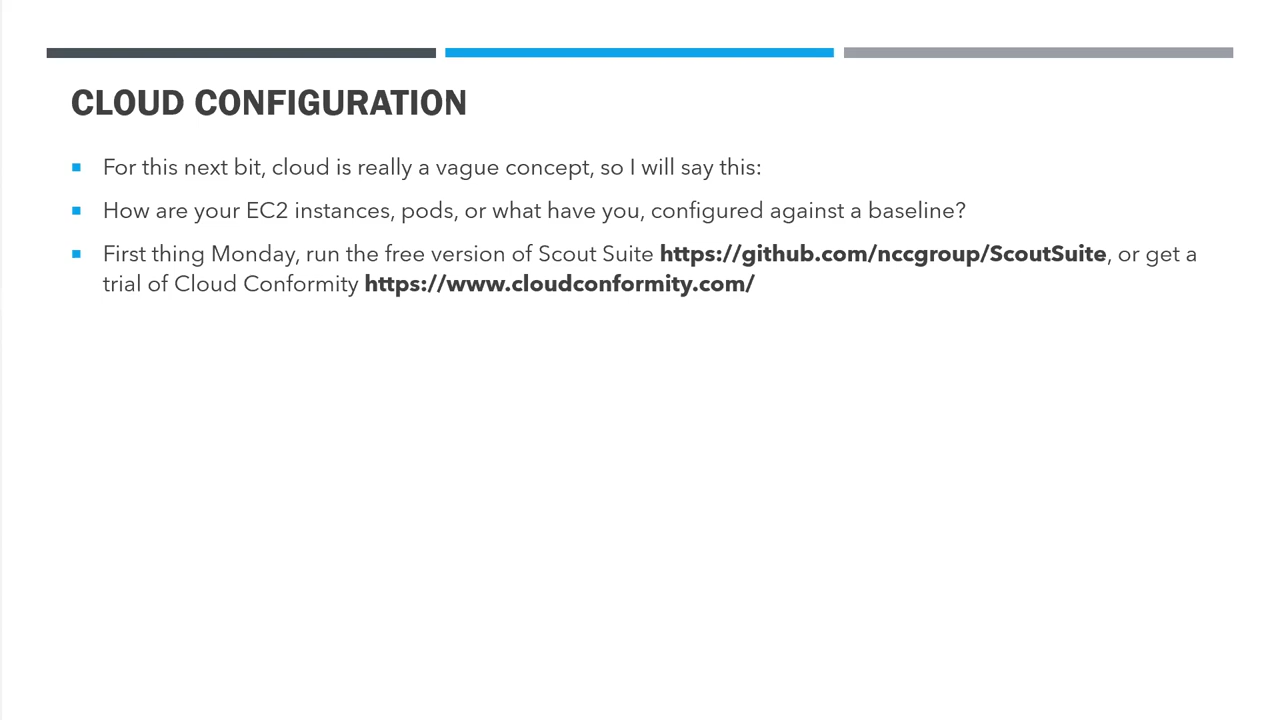 CLOUD CONFIGURATION
For this next bit, cloud is really a vague concept, so I will say this:
How are your EC2 instances, pods, or what have you, configured against a baseline?
First thing Monday, run the free version of Scout Suite https://github.com/nccgroup/ScoutSuite, or get a
trial of Cloud Conformity https://www.cloudconformity.com/